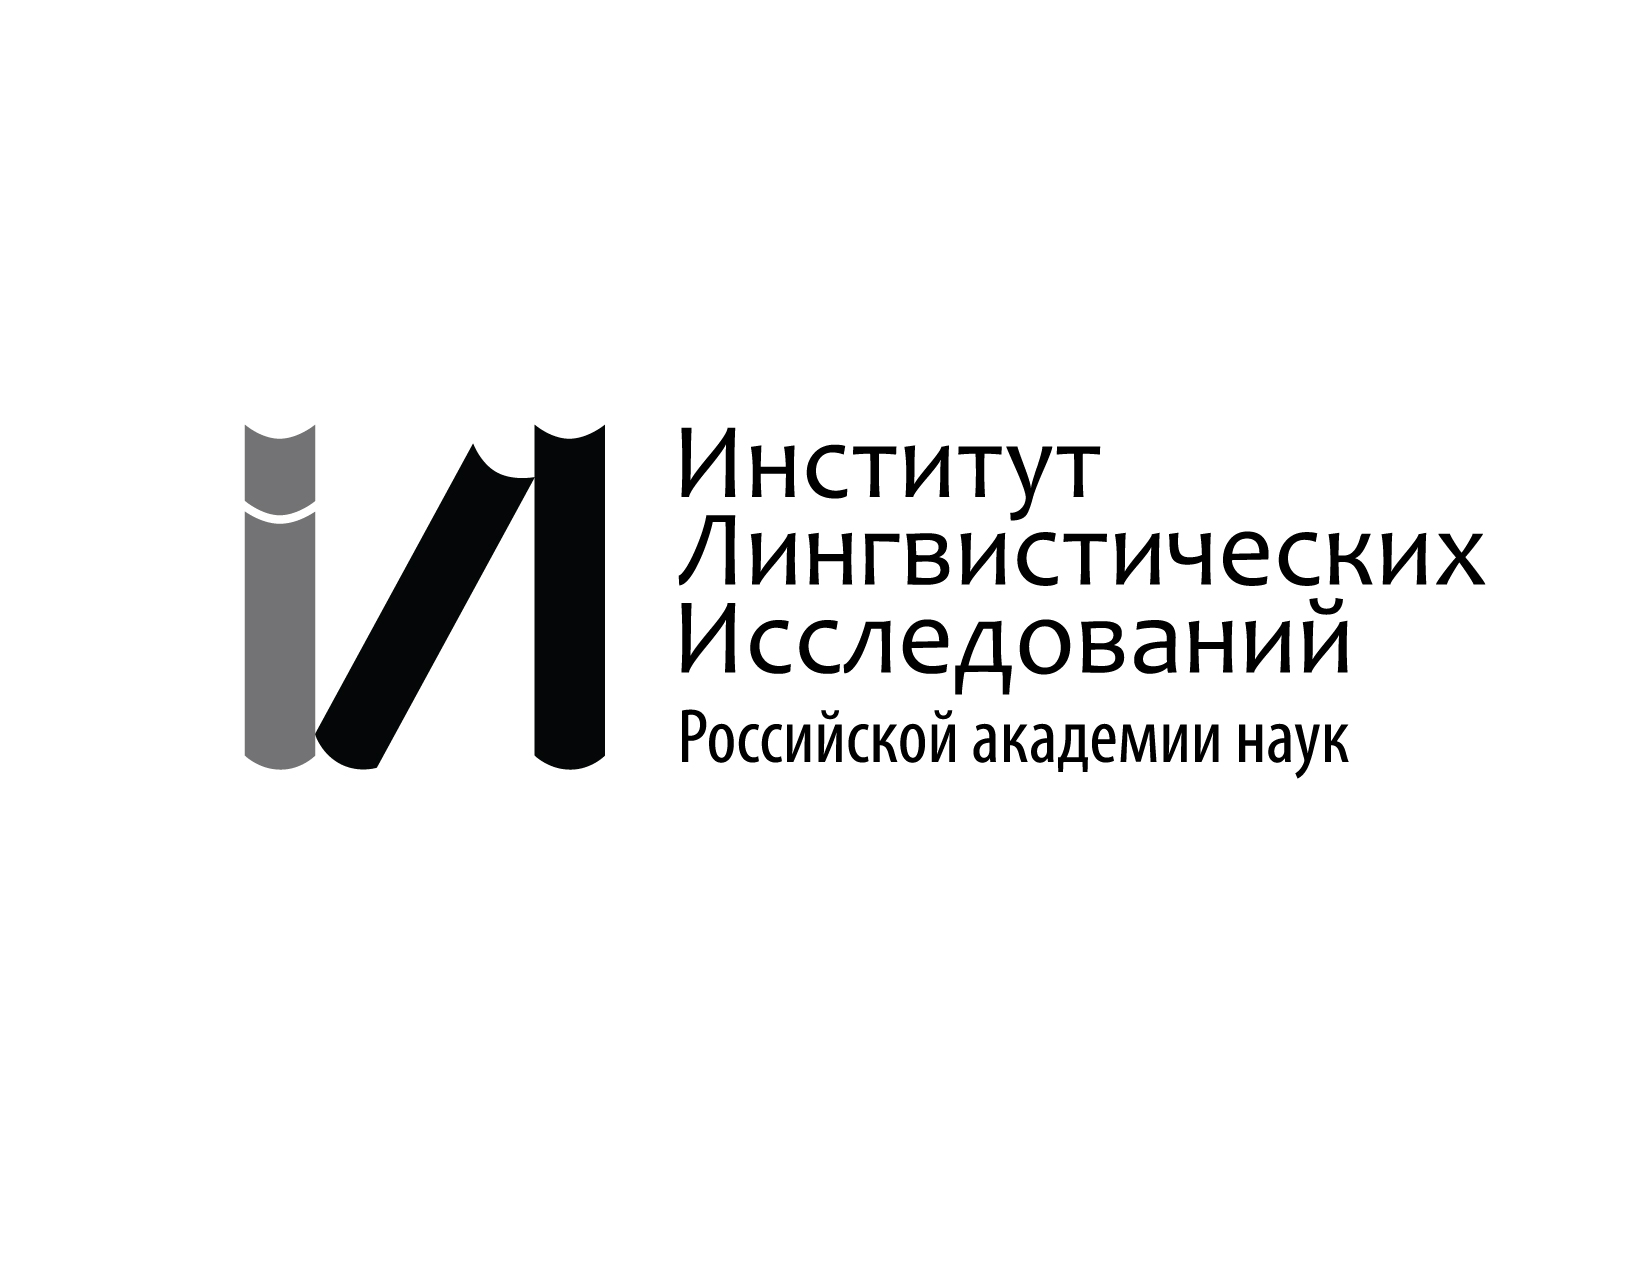 Институт
Лингвистических
Исследований
Российской академии наук